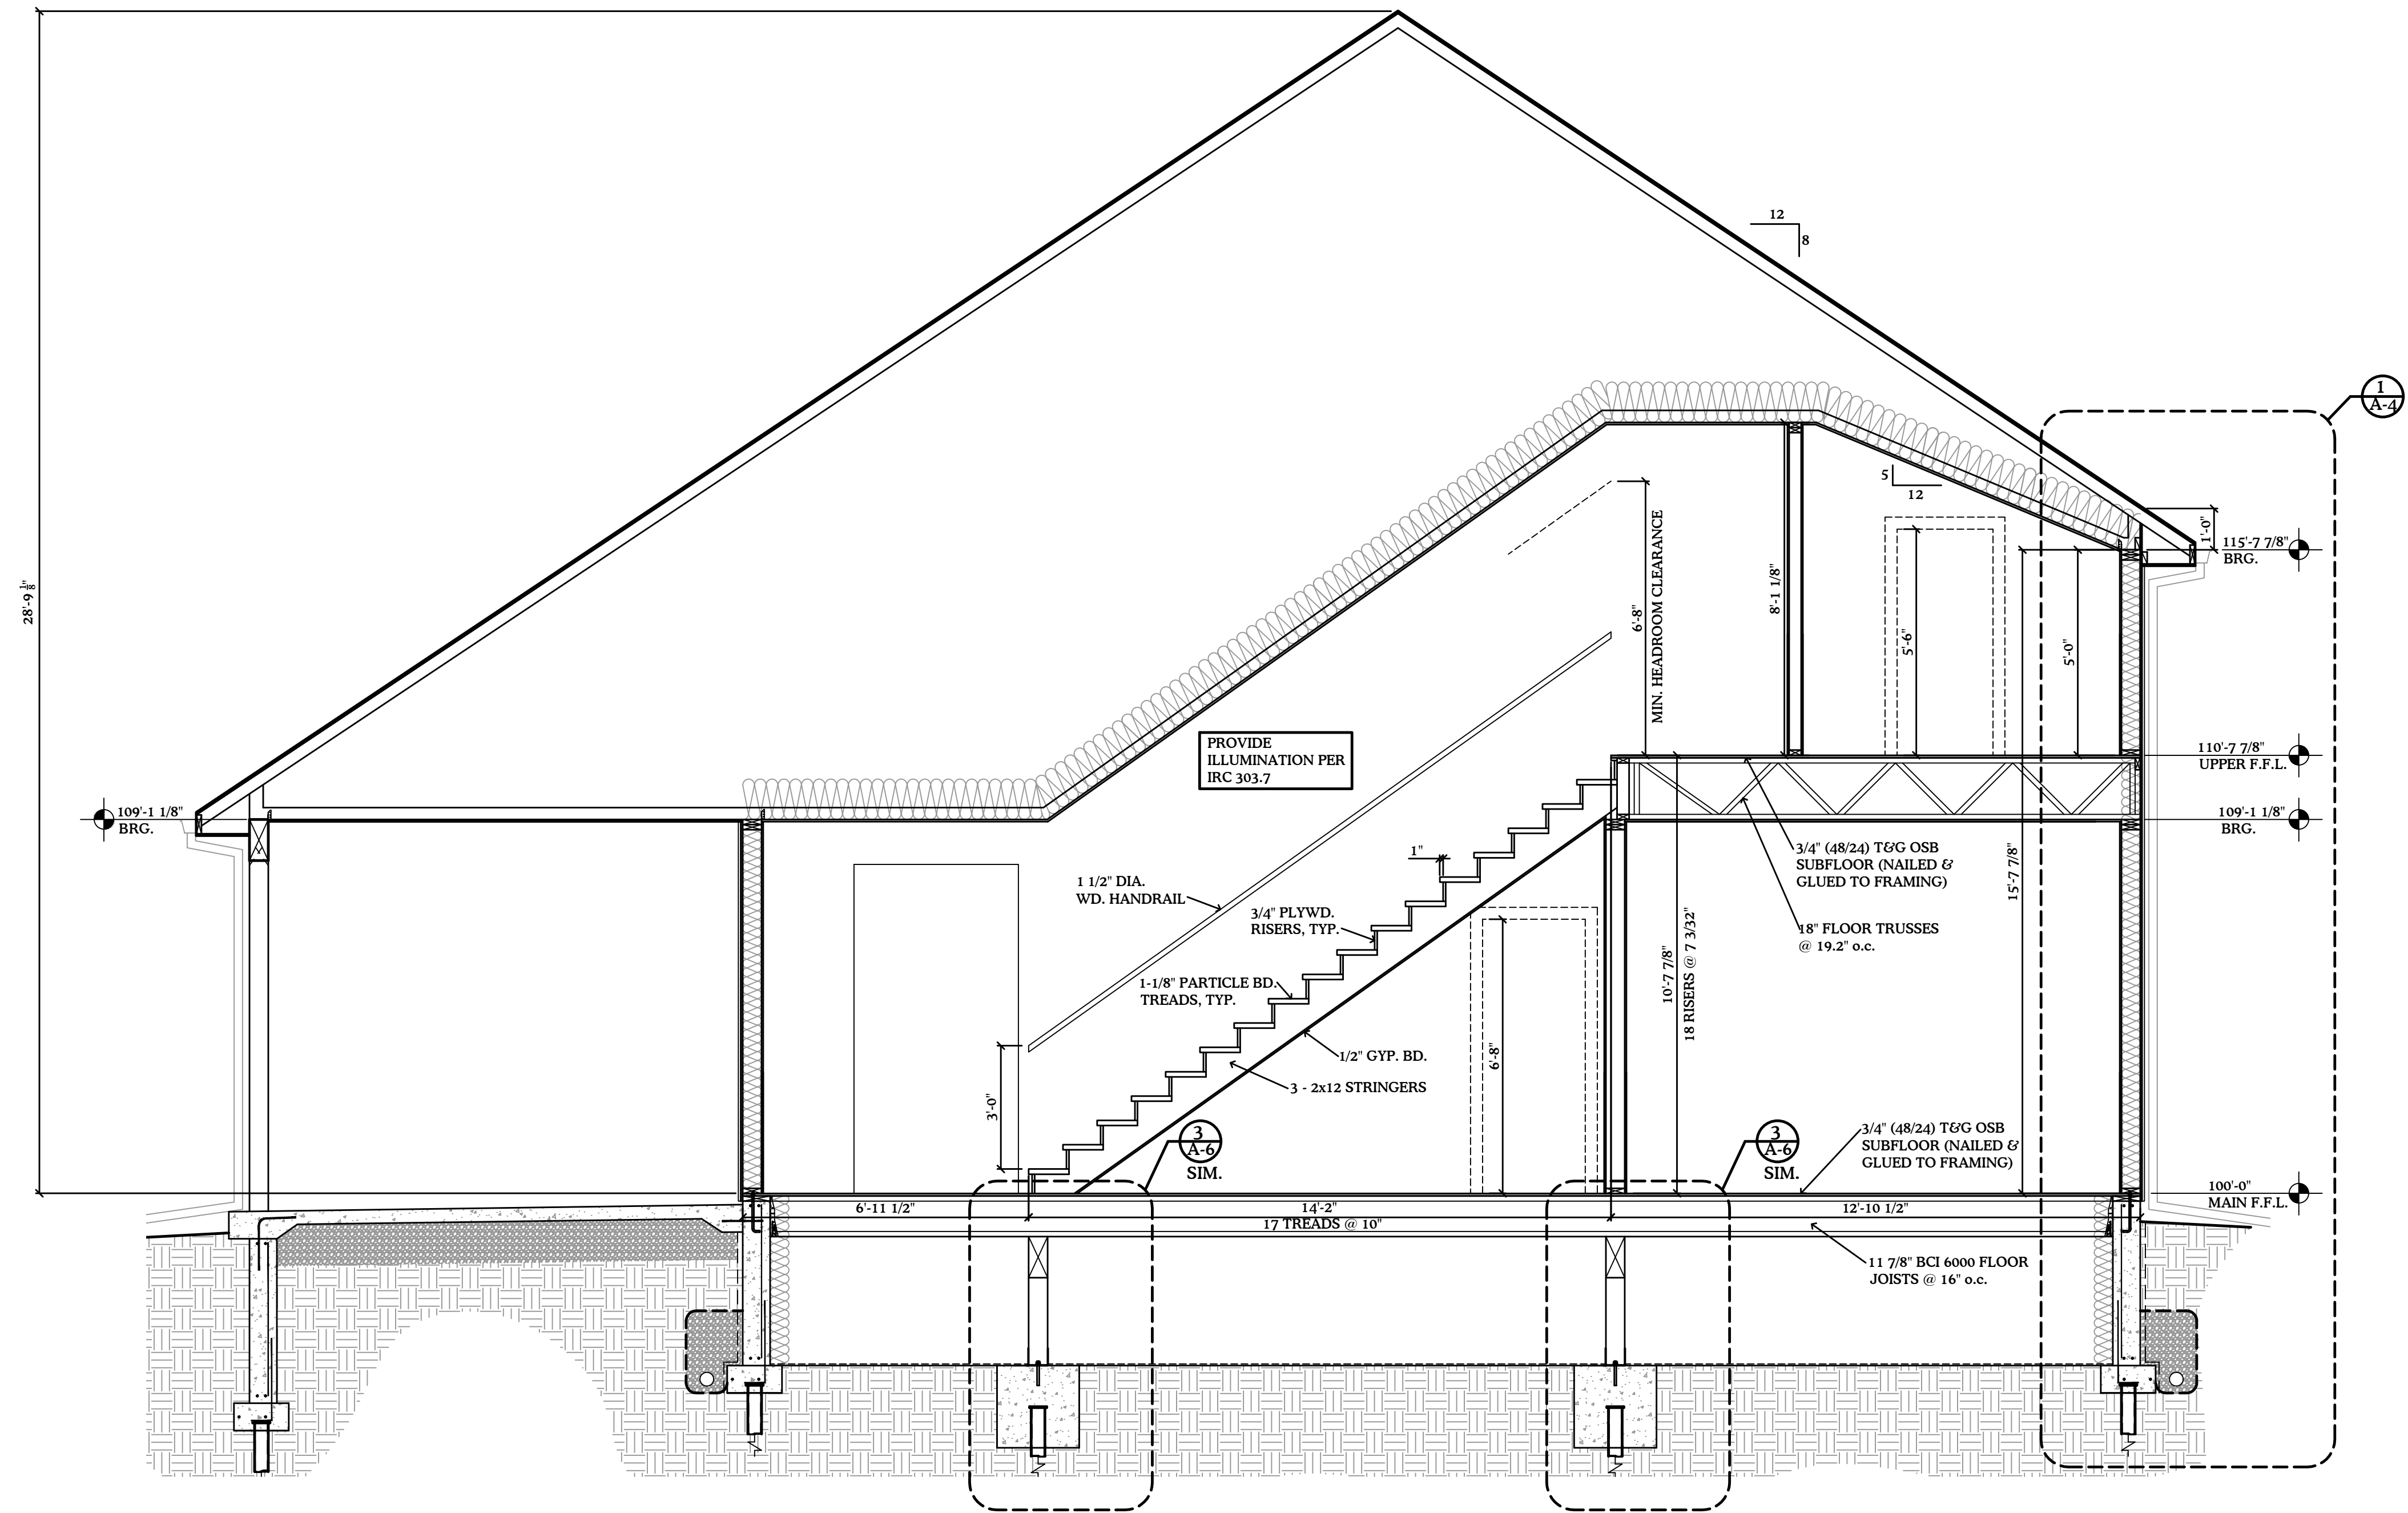 12
8
1
A-4
5
12
1'-0"
115'-7 7/8"
BRG.
28'-9 1/8"
6'-8"
MIN. HEADROOM CLEARANCE
8'-1 1/8"
5'-6"
5'-0"
PROVIDE
ILLUMINATION PER
IRC 303.7
110'-7 7/8"
UPPER F.F.L.
109'-1 1/8"
BRG.
109'-1 1/8"
BRG.
1"
3/4" (48/24) T&G OSB
SUBFLOOR (NAILED &
GLUED TO FRAMING)
15'-7 7/8"
1 1/2" DIA.
WD. HANDRAIL
3/4" PLYWD.
RISERS, TYP.
18" FLOOR TRUSSES
@ 19.2" o.c.
1-1/8" PARTICLE BD.
TREADS, TYP.
10'-7 7/8"
18 RISERS @ 7 3/32"
6'-8"
1/2" GYP. BD.
3 - 2x12 STRINGERS
3'-0"
3
A-6
SIM.
3
A-6
SIM.
3/4" (48/24) T&G OSB
SUBFLOOR (NAILED &
GLUED TO FRAMING)
100'-0"
MAIN F.F.L.
6'-11 1/2"
14'-2"
17 TREADS @ 10"
12'-10 1/2"
11 7/8" BCI 6000 FLOOR
JOISTS @ 16" o.c.